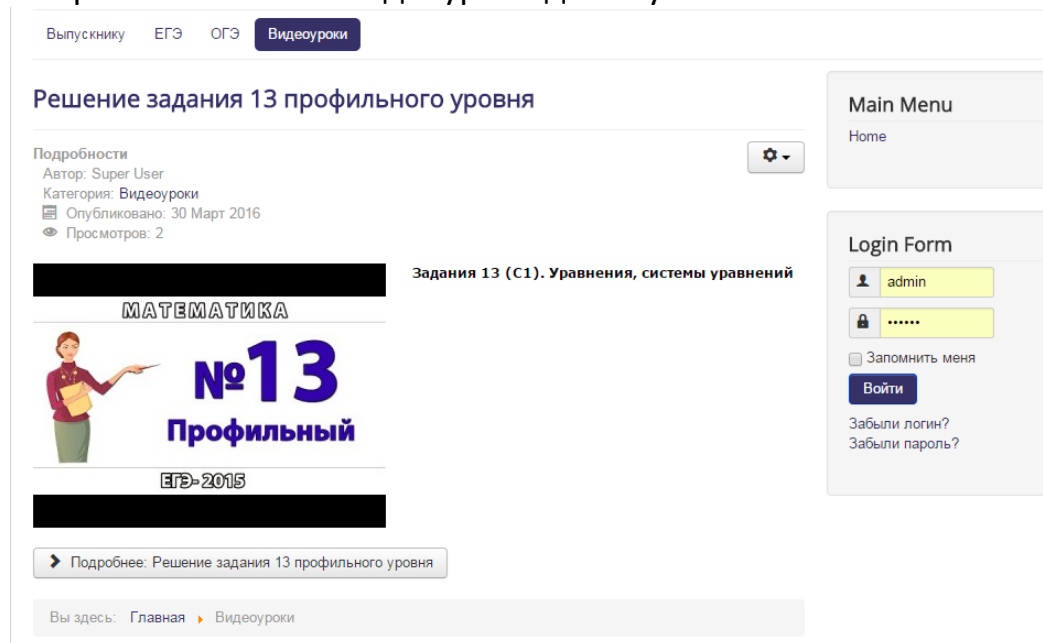 Выпускнику ЕГЭ ОГЭ Видеоуроки
Решение задания 13 профильного уровня
Подробности
Автор: Super User
Категория: Видеоуроки
Опубликовано: 30 Март 2016
Просмотров: 2
Задания 13 (С1). Уравнения, системы уравнений
МАТЕМАТИКА
№13
Профильный
ЕГЭ-2015
Подробнее: Решение задания 13 профильного уровня
Вы здесь: Главная Видеоуроки
Main Menu
Home
Login Form
admin
••••••
Запомнить меня
Войти
Забыли логин?
Забыли пароль?